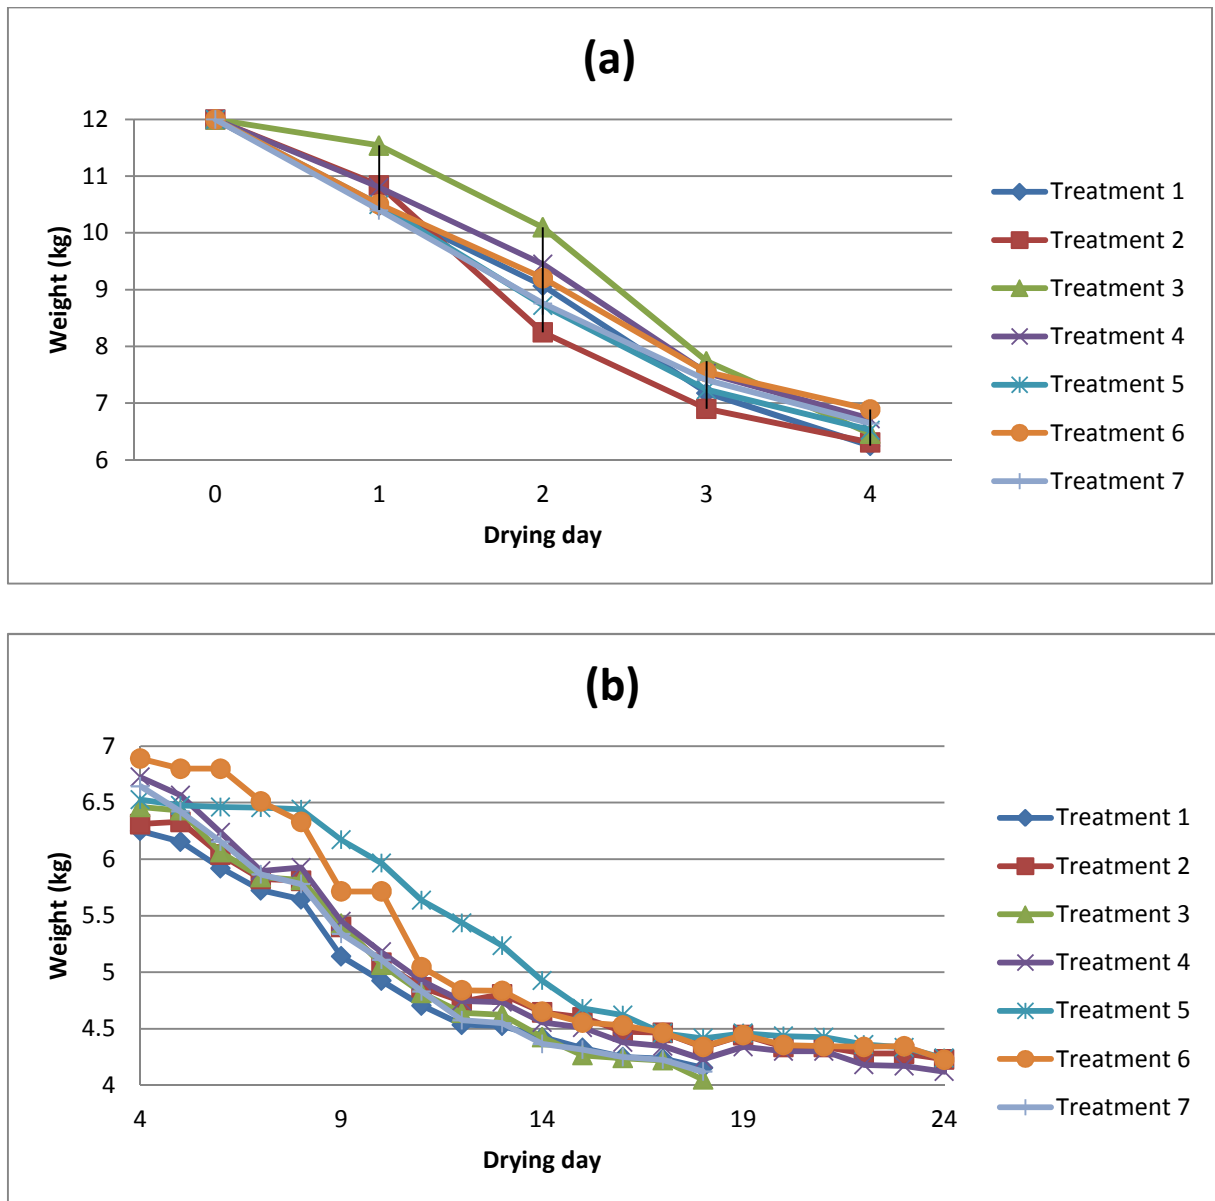 (a)
12
11
10
9
8
7
6
Weight (kg)
0 1 2 3 4
Drying day
Treatment 1
Treatment 2
Treatment 3
Treatment 4
Treatment 5
Treatment 6
Treatment 7
(b)
7
6.5
6
5.5
5
4.5
4
Weight (kg)
4 9 14 19 24
Drying day
Treatment 1
Treatment 2
Treatment 3
Treatment 4
Treatment 5
Treatment 6
Treatment 7